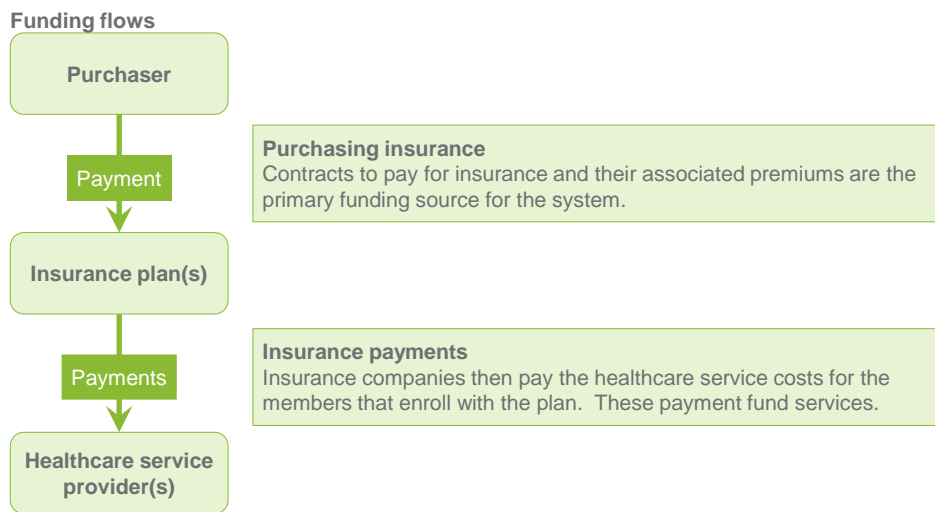 Funding flows
Purchaser
Payment
Purchasing insurance
Contracts to pay for insurance and their associated premiums are the
primary funding source for the system.
Insurance plan(s)
Payments
Insurance payments
Insurance companies then pay the healthcare service costs for the
members that enroll with the plan.  These payment fund services.
Healthcare service
provider(s)